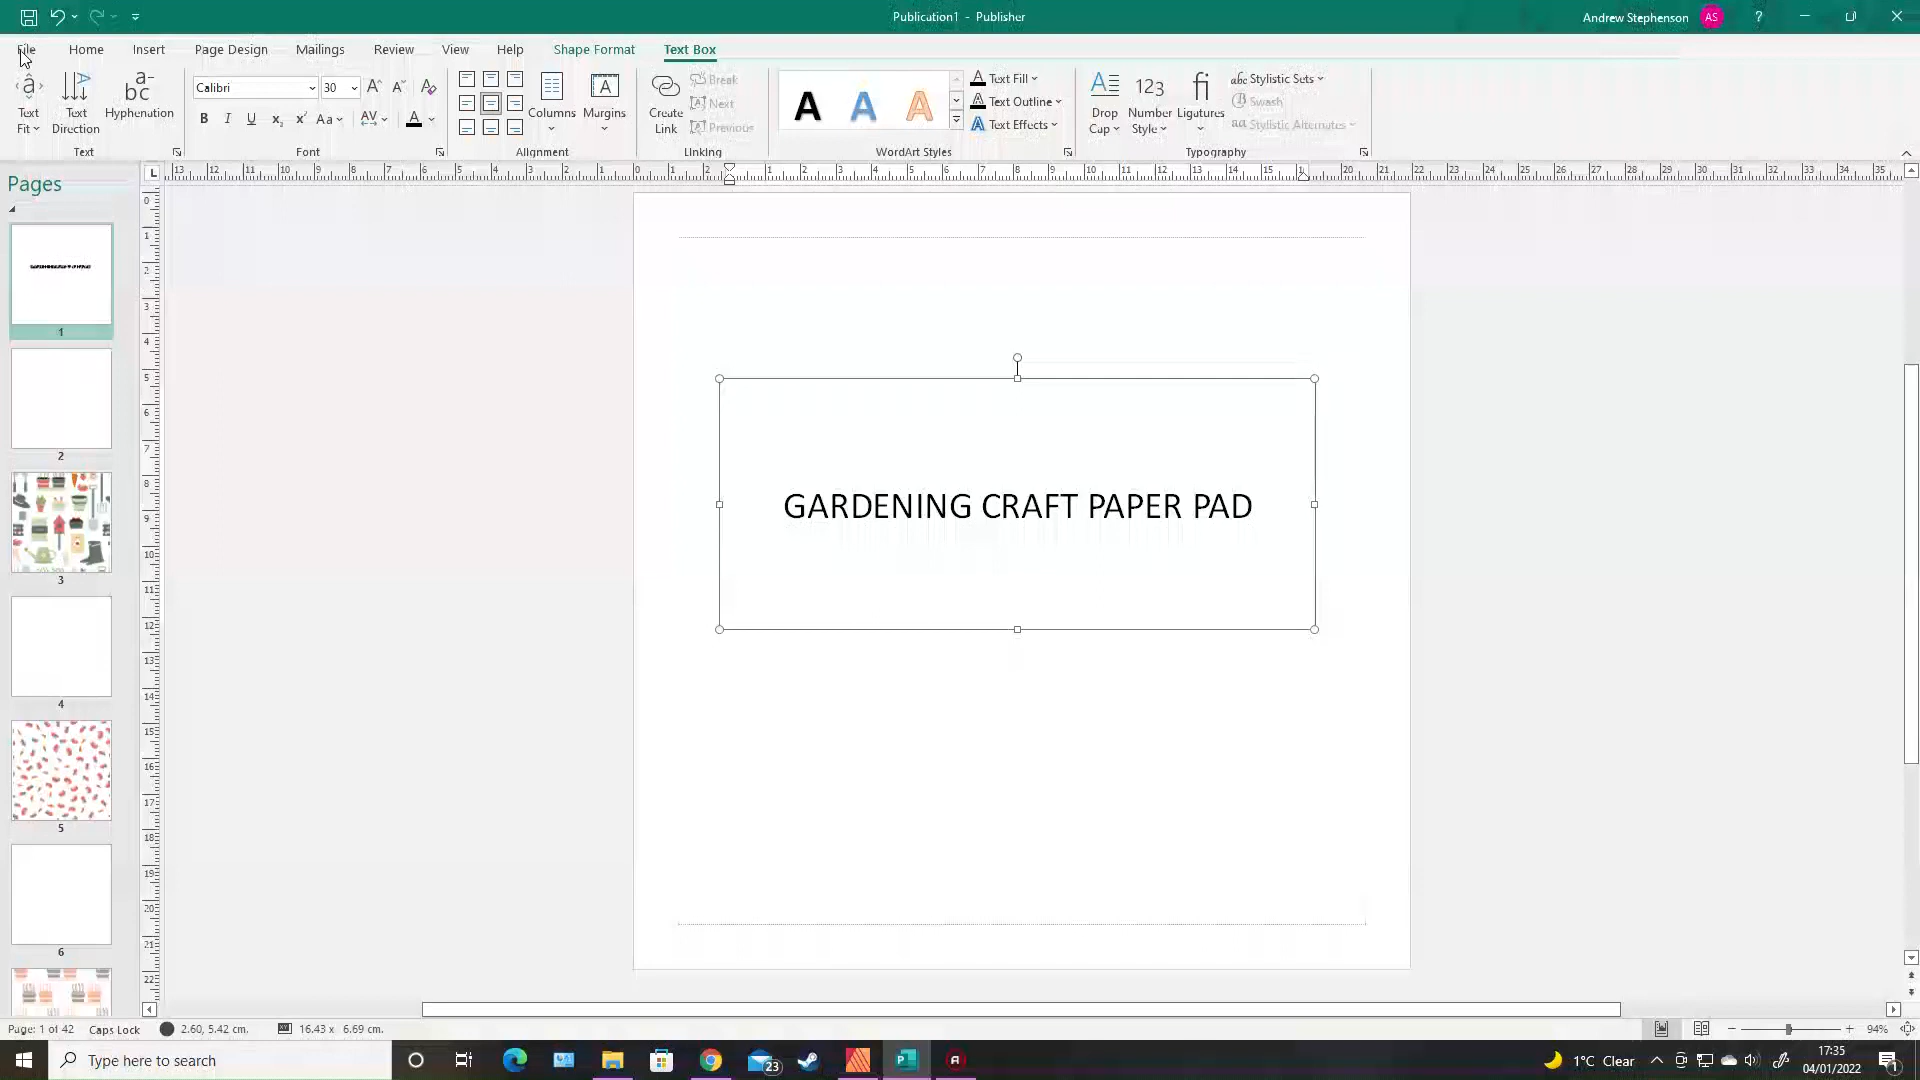 Publication1 - Publisher
Andrew Stephenson
AS
?
File Home Insert Page Design Mailings Review View Help Shape Format Text Box
Text Fit
Text Direction
Hyphenation
Text
Calibri 30
B I U Aa AV A
Font
Columns
Margins
Alignment
Create Link
Break
Next
Previous
Linking
A A A
Text Fill
Text Outline
Text Effects
WordArt Styles
Drop Cap
Number Style
Ligatures
Stylistic Sets
Swash
Stylistic Alternates
Typography
Pages
1
2
3
4
5
6
GARDENING CRAFT PAPER PAD
Page: 1 of 42 Caps Lock 2.60, 5.42 cm. 16.43 x 6.69 cm. 94%
Type here to search
23
1°C Clear
17:35
04/01/2022